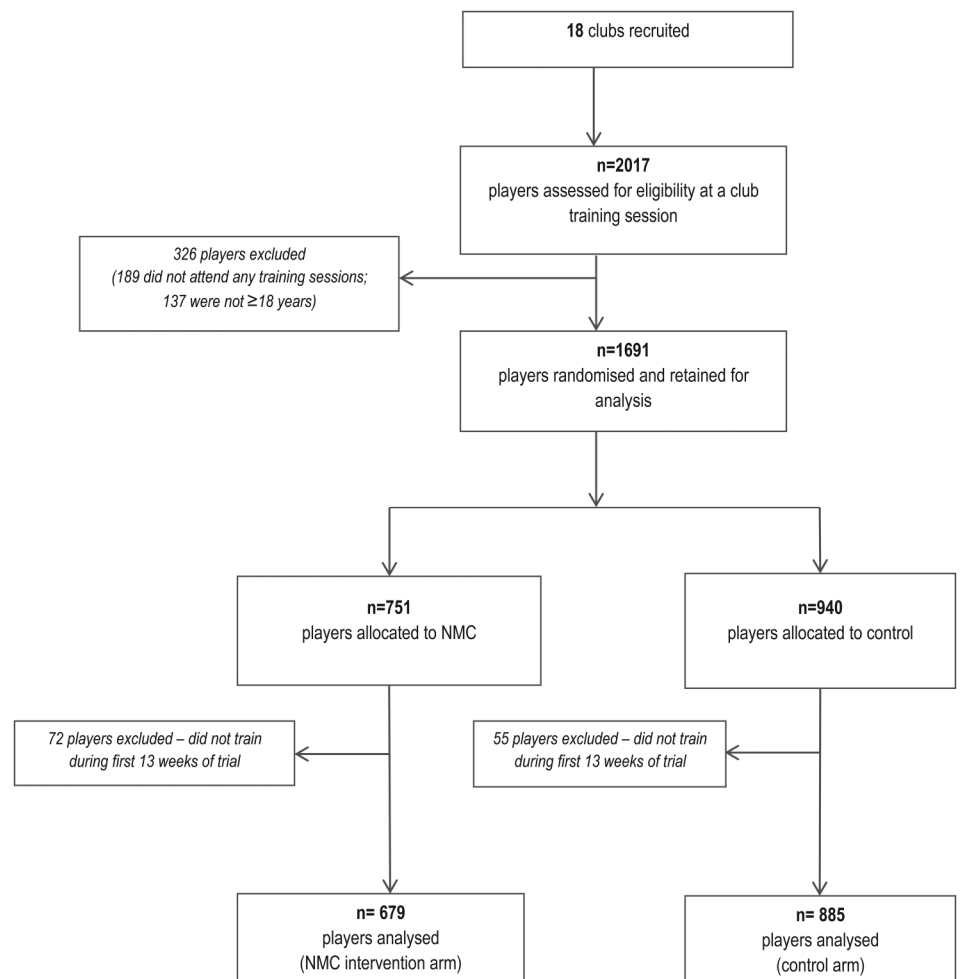 18 clubs recruited
n=2017
players assessed for eligibility at a club
training session
326 players excluded
(189 did not attend any training sessions;
137 were not ≥18 years)
n=1691
players randomised and retained for
analysis
n=751
players allocated to NMC
n=940
players allocated to control
72 players excluded – did not train
during first 13 weeks of trial
55 players excluded – did not train
during first 13 weeks of trial
n= 679
players analysed
(NMC intervention arm)
n= 885
players analysed
(control arm)